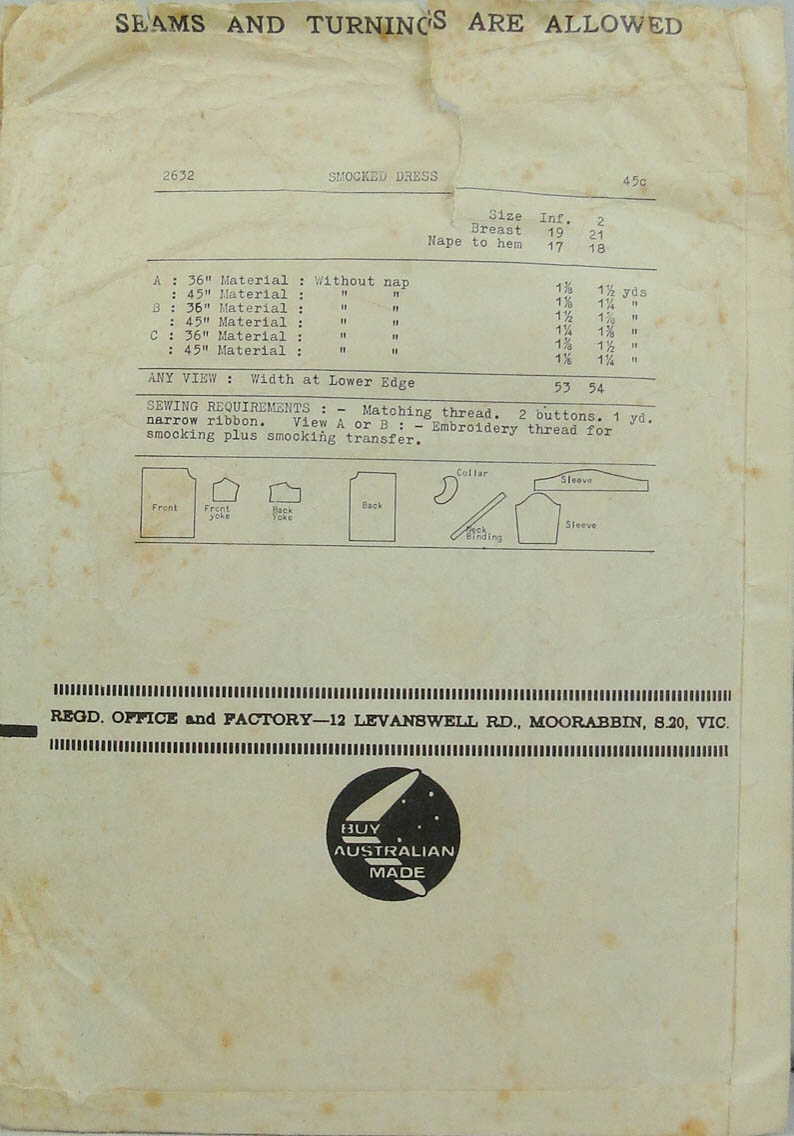 SEAMS AND TURNINGS ARE ALLOWED
2632 SMOCKED DRESS 45c
Size Inf. 2
Breast 19 21
Nape to hem 17 18
A : 36" Material : Without nap 1⅜ 1½ yds
: 45" Material : " " 1⅛ 1¼ "
B : 36" Material : " " 1½ 1⅝ "
: 45" Material : " " 1¼ 1⅜ "
C : 36" Material : " " 1⅜ 1½ "
: 45" Material : " " 1⅛ 1¼ "
ANY VIEW : Width at Lower Edge 53 54
SEWING REQUIREMENTS : - Matching thread. 2 buttons. 1 yd.
narrow ribbon. View A or B : - Embroidery thread for
smocking plus smocking transfer.
Front
Front
yoke
Back
Yoke
Back
Collar
Neck
Binding
Sleeve
Sleeve
REGD. OFFICE and FACTORY—12 LEVANSWELL RD., MOORABBIN, S.20, VIC.
BUY
AUSTRALIAN
MADE